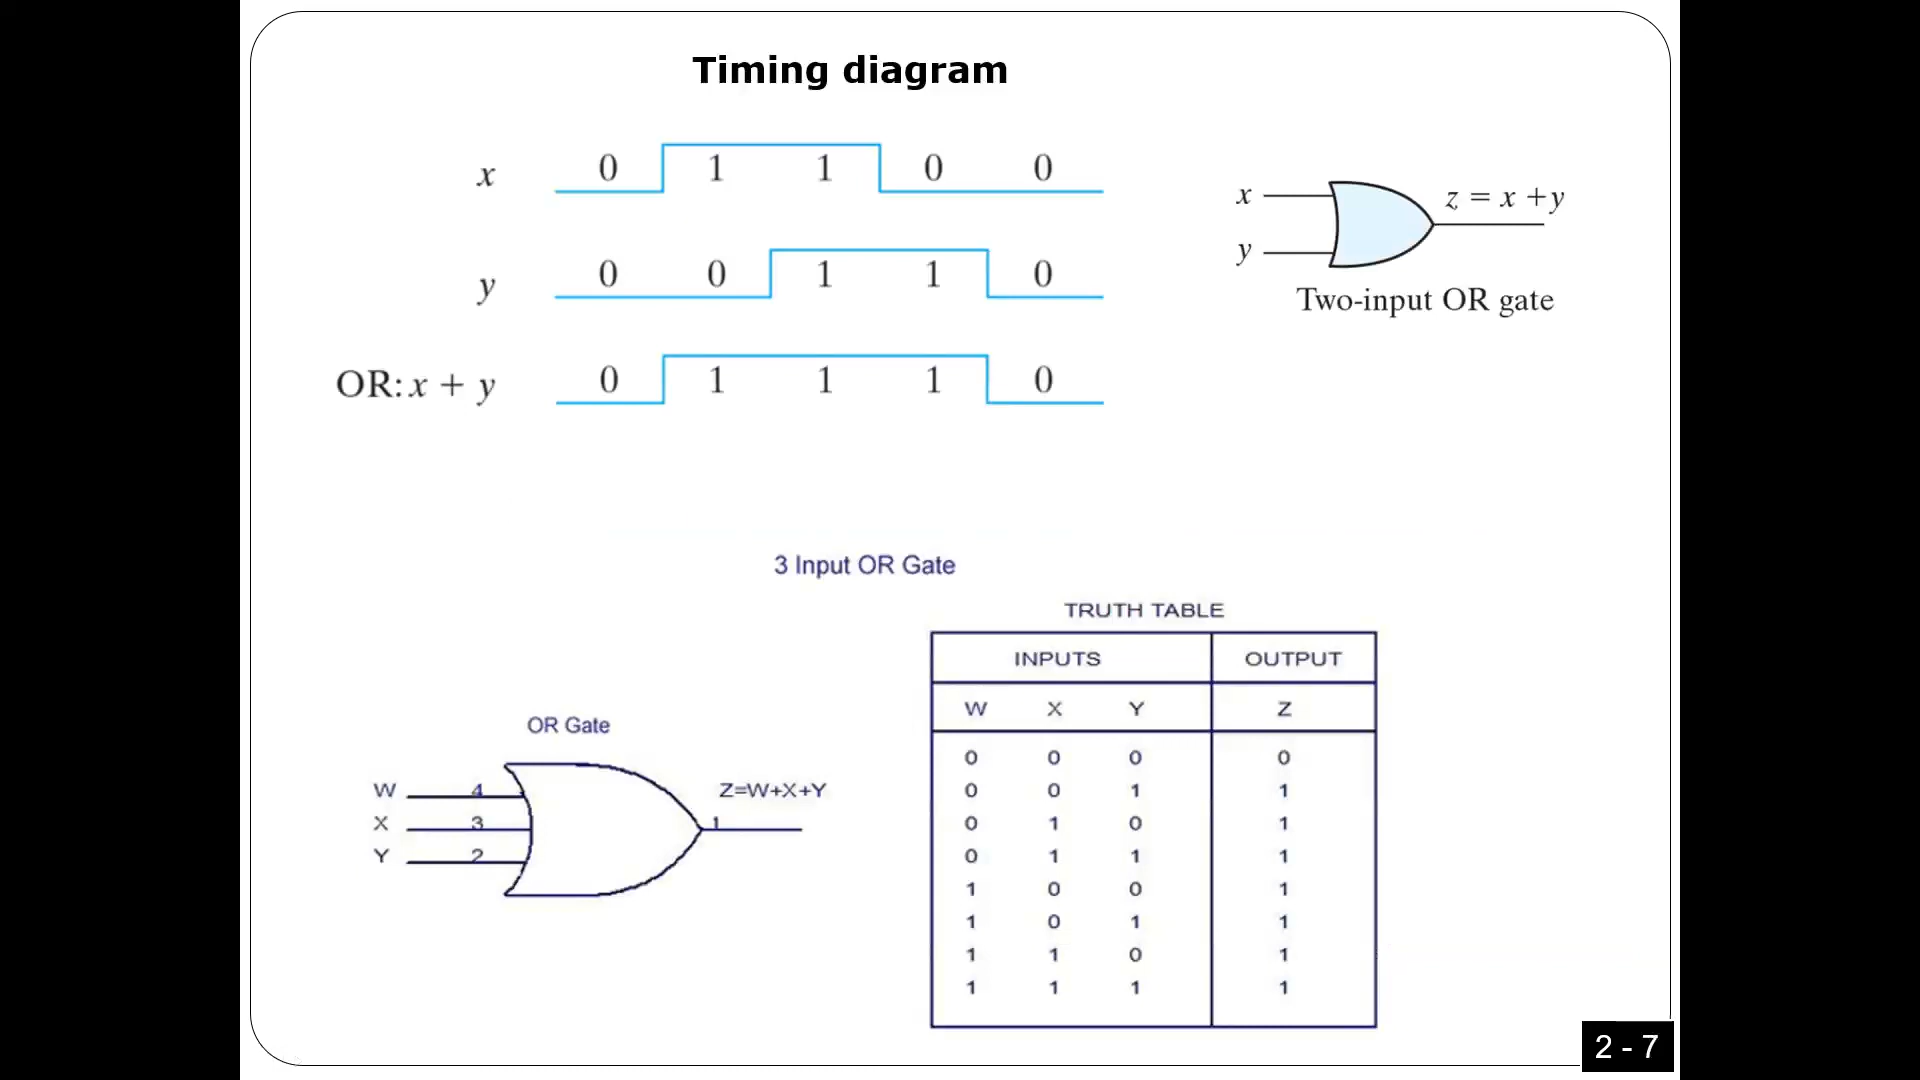 Timing diagram
x 0 1 1 0 0
y 0 0 1 1 0
OR: x + y 0 1 1 1 0
x
y
z = x + y
Two-input OR gate
3 Input OR Gate
OR Gate
W 4
X 3
Y 2
Z=W+X+Y
1
TRUTH TABLE
INPUTS OUTPUT
W X Y Z
0 0 0 0
0 0 1 1
0 1 0 1
0 1 1 1
1 0 0 1
1 0 1 1
1 1 0 1
1 1 1 1
2 - 7